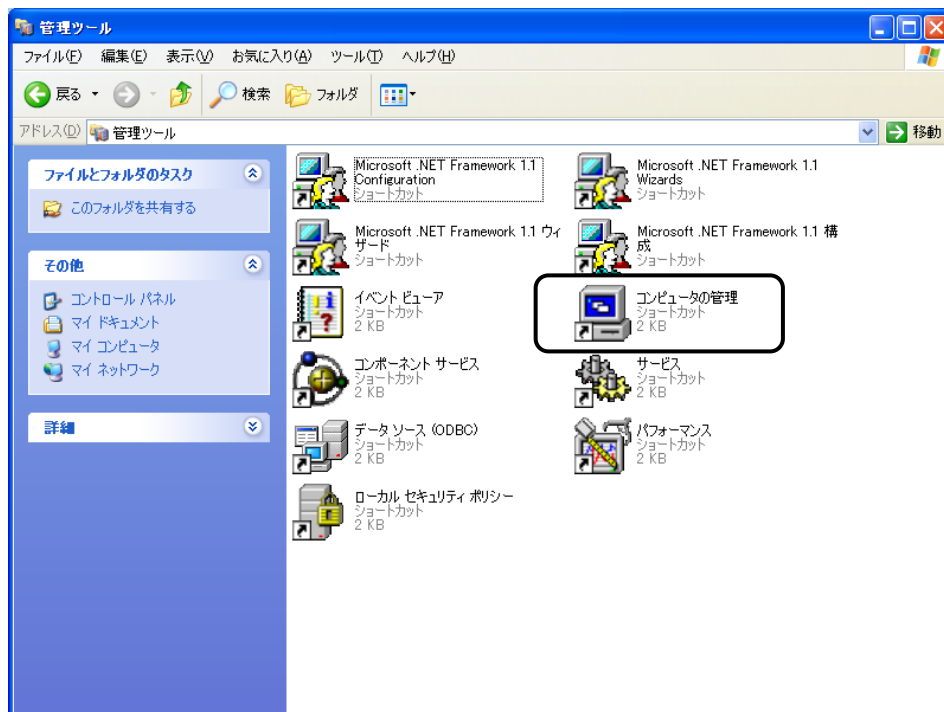 管理ツール
ファイル(F) 編集(E) 表示(V) お気に入り(A) ツール(T) ヘルプ(H)
戻る 検索 フォルダ
アドレス(D) 管理ツール 移動
ファイルとフォルダのタスク
このフォルダを共有する
その他
コントロール パネル
マイ ドキュメント
マイ コンピュータ
マイ ネットワーク
詳細
Microsoft .NET Framework 1.1
Configuration
ショートカット
Microsoft .NET Framework 1.1
Wizards
ショートカット
Microsoft .NET Framework 1.1 ウィ
ザード
ショートカット
Microsoft .NET Framework 1.1 構
成
ショートカット
イベント ビューア
ショートカット
2 KB
コンピュータの管理
ショートカット
2 KB
コンポーネント サービス
ショートカット
2 KB
サービス
ショートカット
2 KB
データ ソース (ODBC)
ショートカット
2 KB
パフォーマンス
ショートカット
2 KB
ローカル セキュリティ ポリシー
ショートカット
2 KB